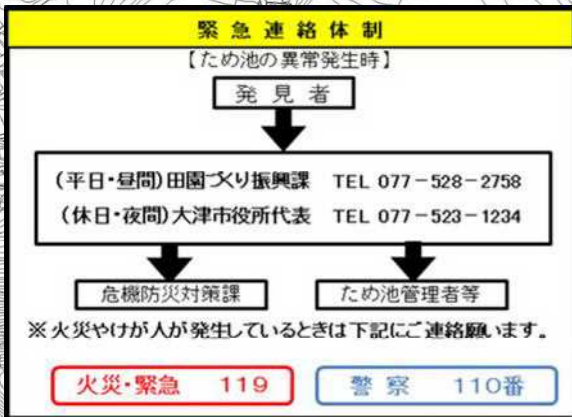 緊急連絡体制
【ため池の異常発生時】
発見者
(平日・昼間)田園づくり振興課 TEL 077-528-2758
(休日・夜間)大津市役所代表 TEL 077-523-1234
危機防災対策課 ため池管理者等
※火災やけが人が発生しているときは下記にご連絡願います。
火災・緊急 119 警察 110番